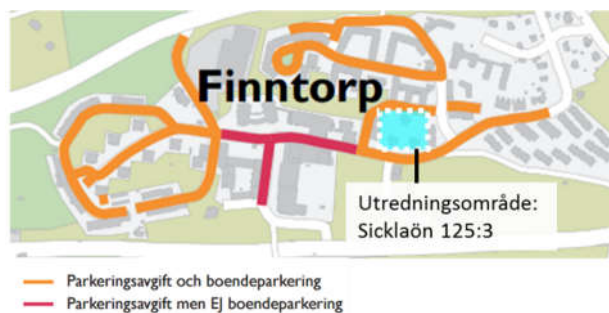 Finntorp
Utredningsområde:
Sicklaön 125:3
Parkeringsavgift och boendeparkering
Parkeringsavgift men EJ boendeparkering